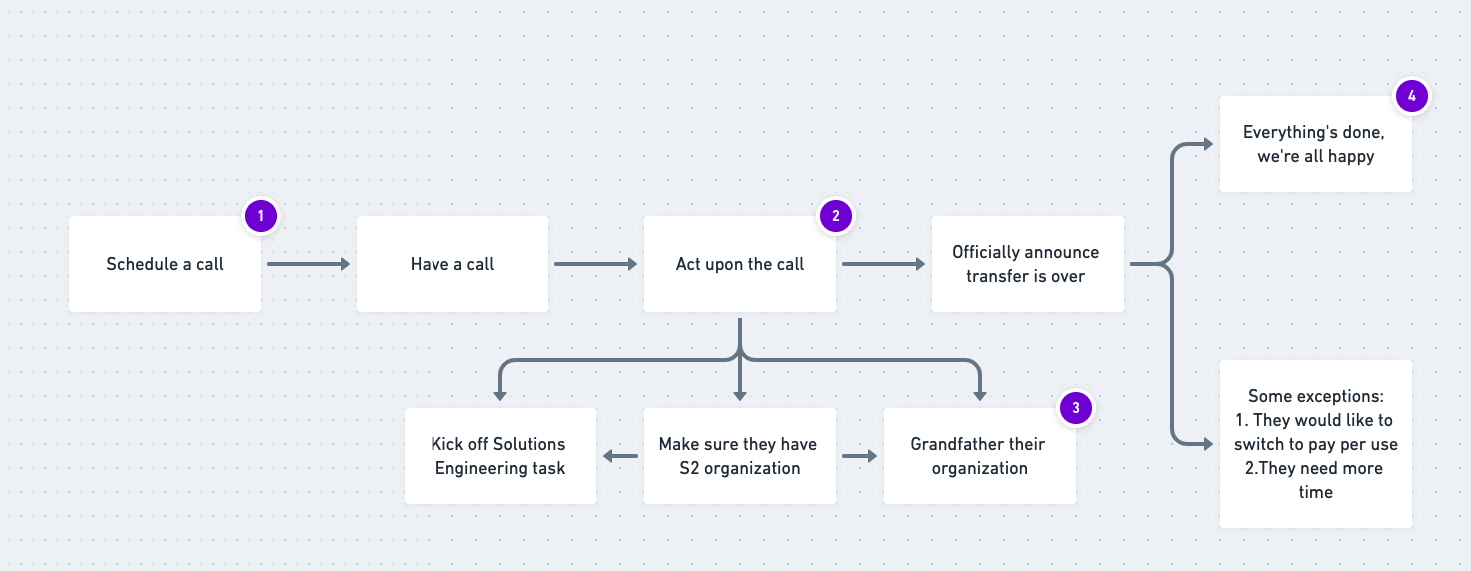 4
Everything's done,
we're all happy
1
2
Schedule a call
Have a call
Act upon the call
Officially announce
transfer is over
3
Kick off Solutions
Engineering task
Make sure they have
S2 organization
Grandfather their
organization
Some exceptions:
1. They would like to
switch to pay per use
2.They need more
time